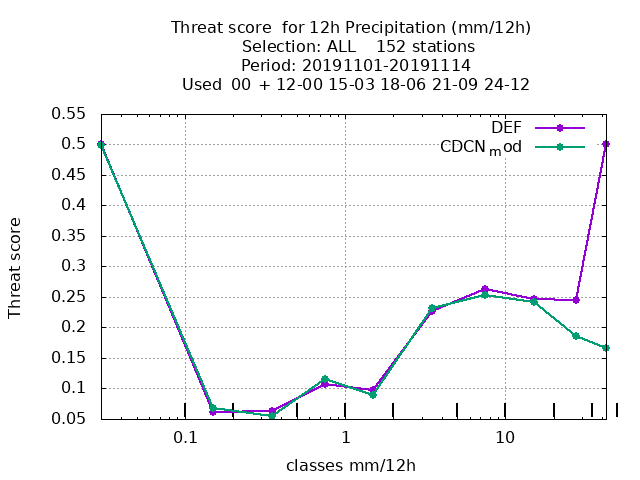 Threat score  for 12h Precipitation (mm/12h)
Selection: ALL    152 stations
Period: 20191101-20191114
Used  00 + 12-00 15-03 18-06 21-09 24-12
DEF
CDCNmod
0.55
0.5
0.45
0.4
0.35
0.3
0.25
0.2
0.15
0.1
0.05
Threat score
0.1
1
10
classes mm/12h